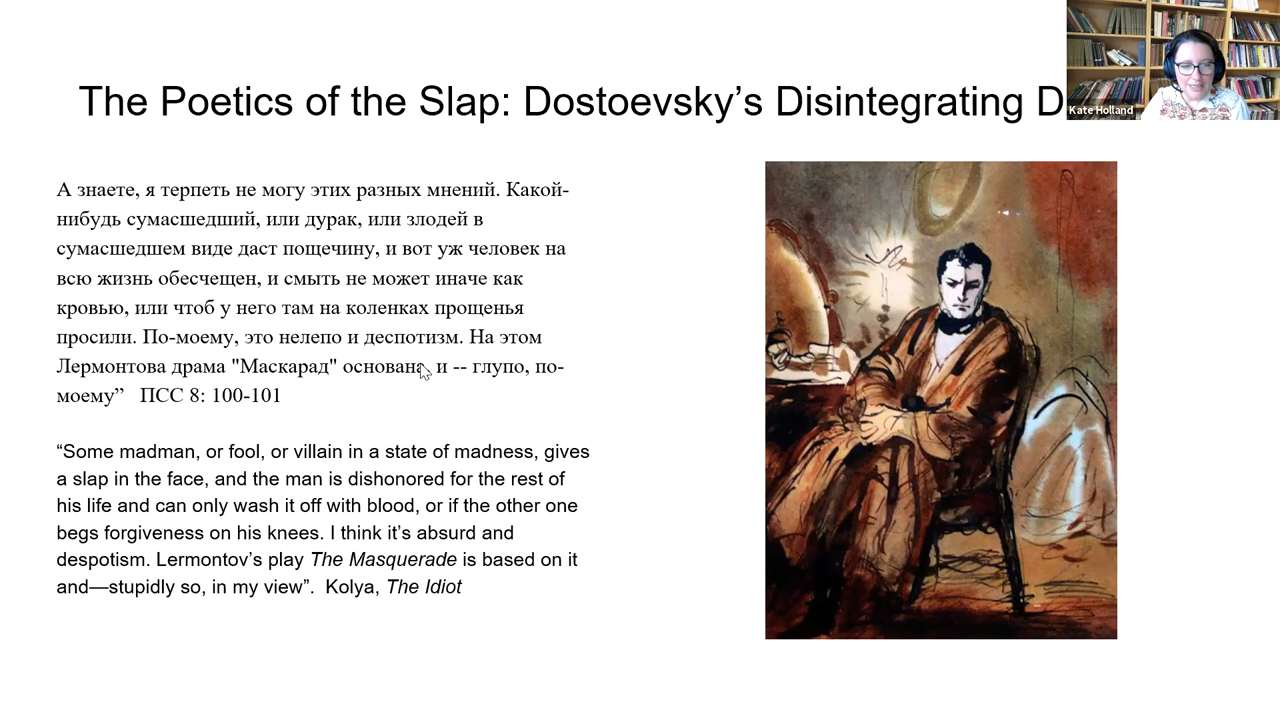 The Poetics of the Slap: Dostoevsky’s Disintegrating D
Kate Holland
А знаете, я терпеть не могу этих разных мнений. Какой-
нибудь сумасшедший, или дурак, или злодей в
сумасшедшем виде даст пощечину, и вот уж человек на
всю жизнь обесчещен, и смыть не может иначе как
кровью, или чтоб у него там на коленках прощенья
просили. По-моему, это нелепо и деспотизм. На этом
Лермонтова драма "Маскарад" основана, и -- глупо, по-
моему” ПСС 8: 100-101
“Some madman, or fool, or villain in a state of madness, gives
a slap in the face, and the man is dishonored for the rest of
his life and can only wash it off with blood, or if the other one
begs forgiveness on his knees. I think it’s absurd and
despotism. Lermontov’s play The Masquerade is based on it
and—stupidly so, in my view”. Kolya, The Idiot